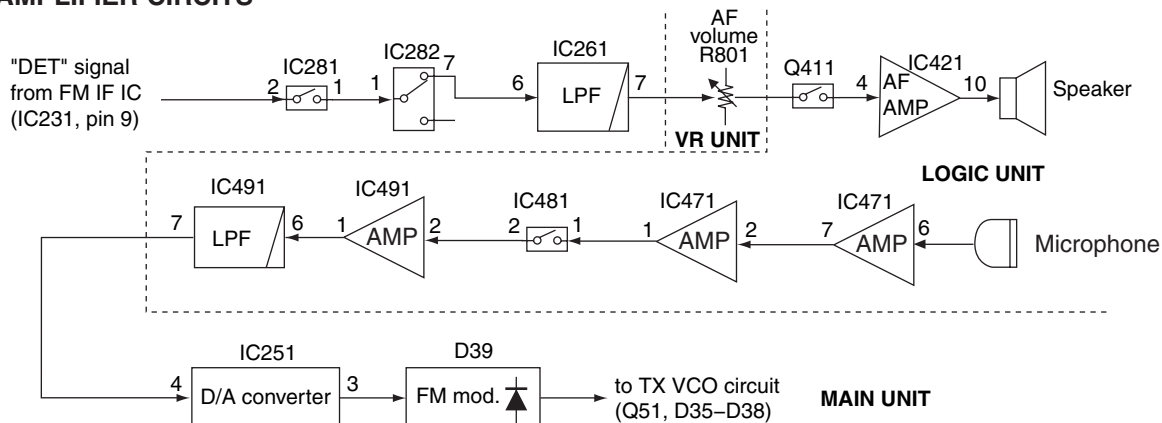 AMPLIFIER CIRCUITS
"DET" signal
from FM IF IC
(IC231, pin 9)
2
IC281
1
1
IC282
7
6
IC261
LPF
7
AF
volume
R801
VR UNIT
Q411
4
IC421
AF
AMP
10
Speaker
LOGIC UNIT
7
IC491
LPF
6
1
IC491
AMP
2
2
IC481
1
1
IC471
AMP
2
7
IC471
AMP
6
Microphone
4
IC251
D/A converter
3
D39
FM mod.
to TX VCO circuit
(Q51, D35–D38)
MAIN UNIT